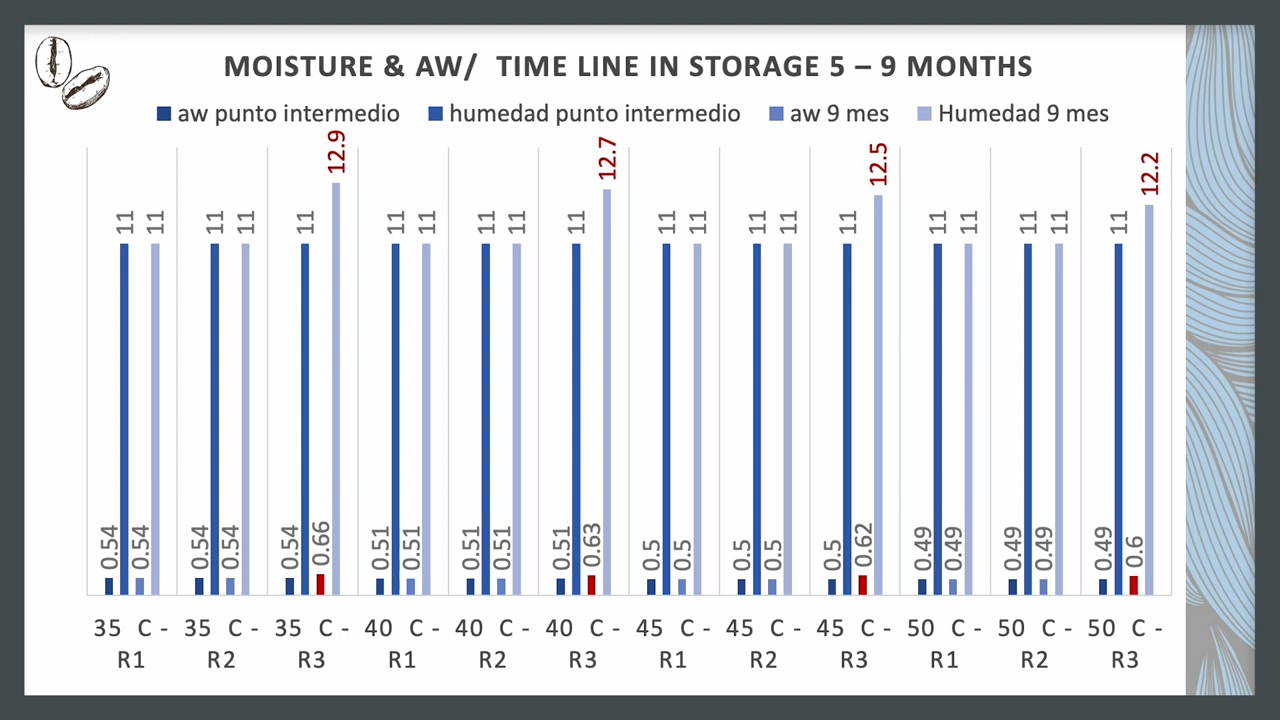 MOISTURE & AW/ TIME LINE IN STORAGE 5 – 9 MONTHS
aw punto intermedio humedad punto intermedio aw 9 mes Humedad 9 mes
0.54 11 0.54 11
0.54 11 0.54 11
0.54 11 0.66 12.9
0.51 11 0.51 11
0.51 11 0.51 11
0.51 11 0.63 12.7
0.5 11 0.5 11
0.5 11 0.5 11
0.5 11 0.62 12.5
0.49 11 0.49 11
0.49 11 0.49 11
0.49 11 0.6 12.2
35 C - 35 C - 35 C - 40 C - 40 C - 40 C - 45 C - 45 C - 45 C - 50 C - 50 C - 50 C -
R1 R2 R3 R1 R2 R3 R1 R2 R3 R1 R2 R3